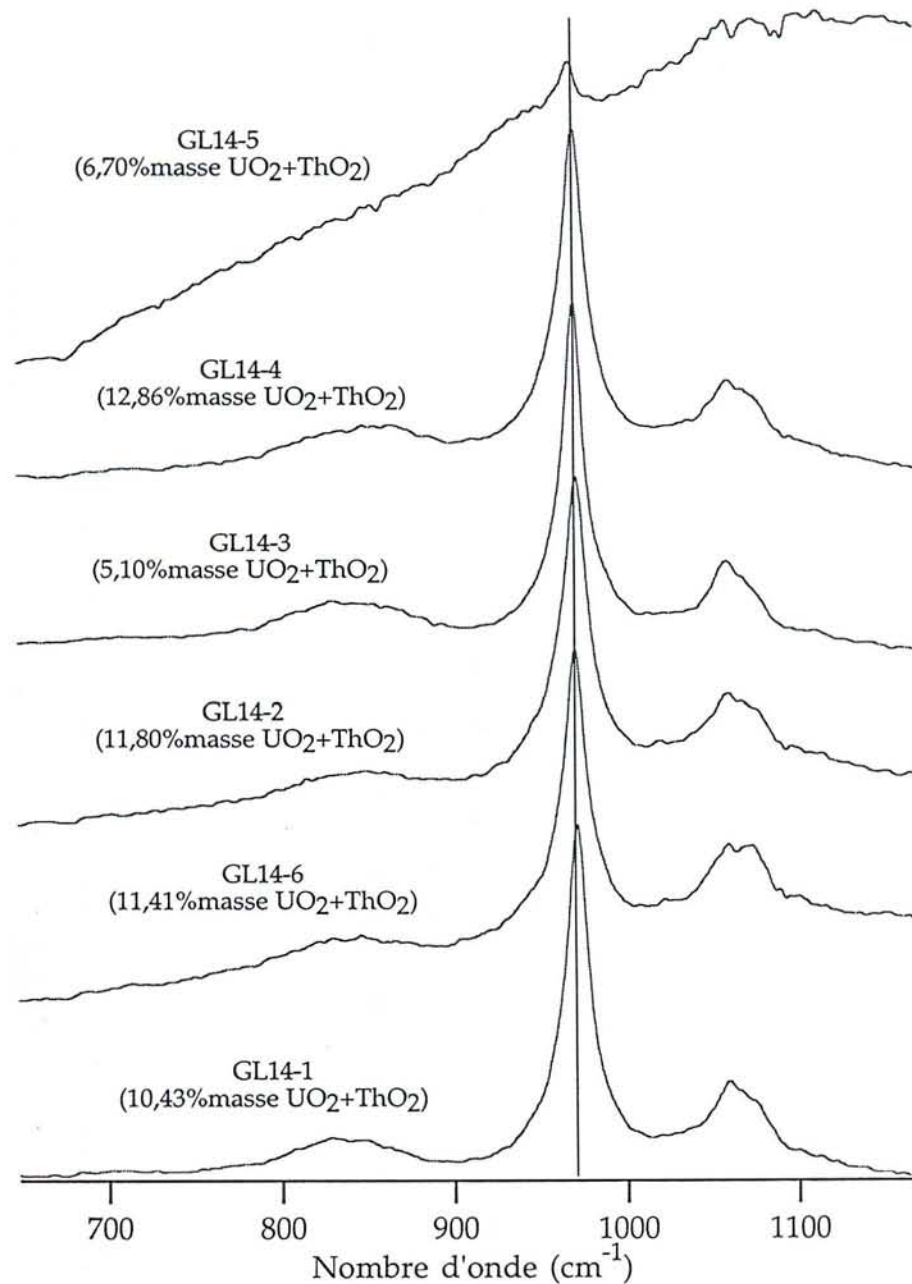 GL14-5
(6,70%masse UO2+ThO2)
GL14-4
(12,86%masse UO2+ThO2)
GL14-3
(5,10%masse UO2+ThO2)
GL14-2
(11,80%masse UO2+ThO2)
GL14-6
(11,41%masse UO2+ThO2)
GL14-1
(10,43%masse UO2+ThO2)
700 800 900 1000 1100
Nombre d'onde (cm-1)